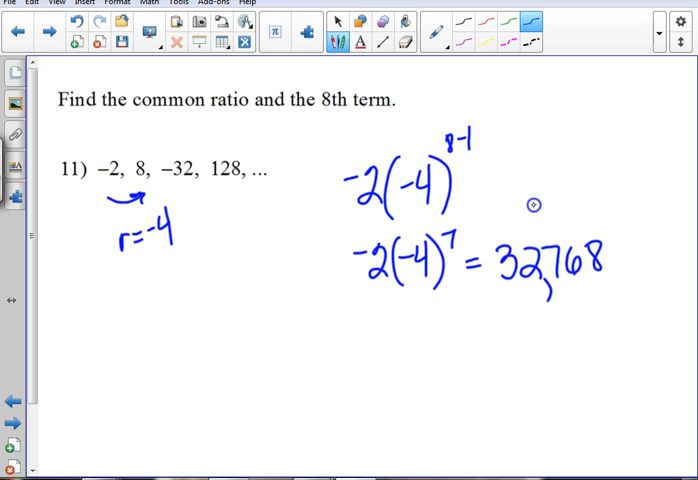 File Edit View Insert Format Tools Add-ons Help
Find the common ratio and the 8th term.
11) −2, 8, −32, 128, ...
r=-4
-2(-4)^8-1
-2(-4)^7 = 32,768